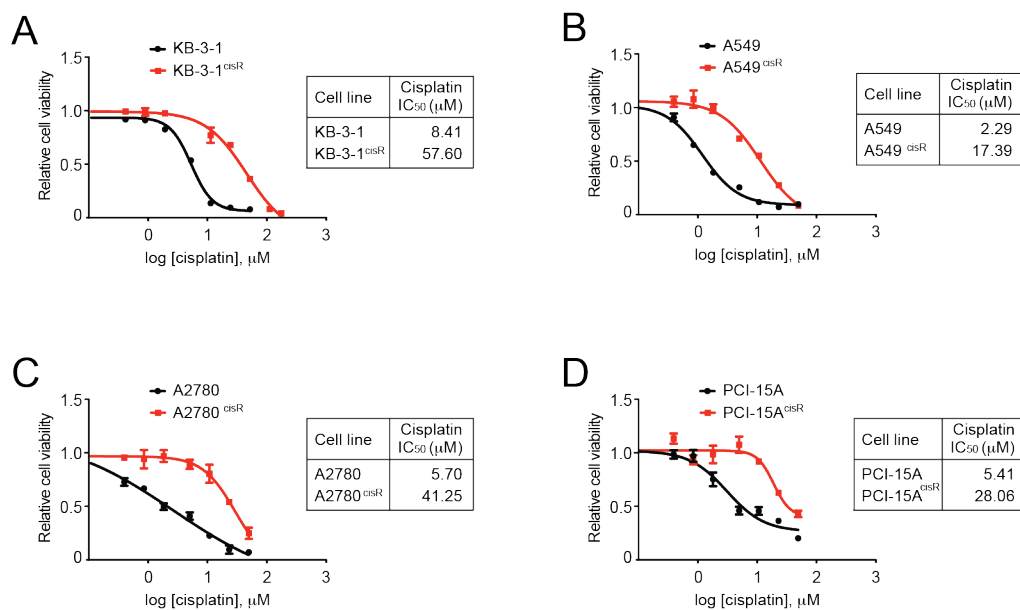 A
KB-3-1
KB-3-1cisR
Relative cell viability
1.5
1.0
0.5
0
0 1 2 3
log [cisplatin], μM
Cell line Cisplatin IC50 (μM)
KB-3-1 8.41
KB-3-1cisR 57.60
B
A549
A549cisR
Relative cell viability
1.5
1.0
0.5
0
0 1 2 3
log [cisplatin], μM
Cell line Cisplatin IC50 (μM)
A549 2.29
A549 cisR 17.39
C
A2780
A2780 cisR
Relative cell viability
1.5
1.0
0.5
0
0 1 2 3
log [cisplatin], μM
Cell line Cisplatin IC50 (μM)
A2780 5.70
A2780 cisR 41.25
D
PCI-15A
PCI-15AcisR
Relative cell viability
1.5
1.0
0.5
0
0 1 2 3
log [cisplatin], μM
Cell line Cisplatin IC50 (μM)
PCI-15A 5.41
PCI-15AcisR 28.06